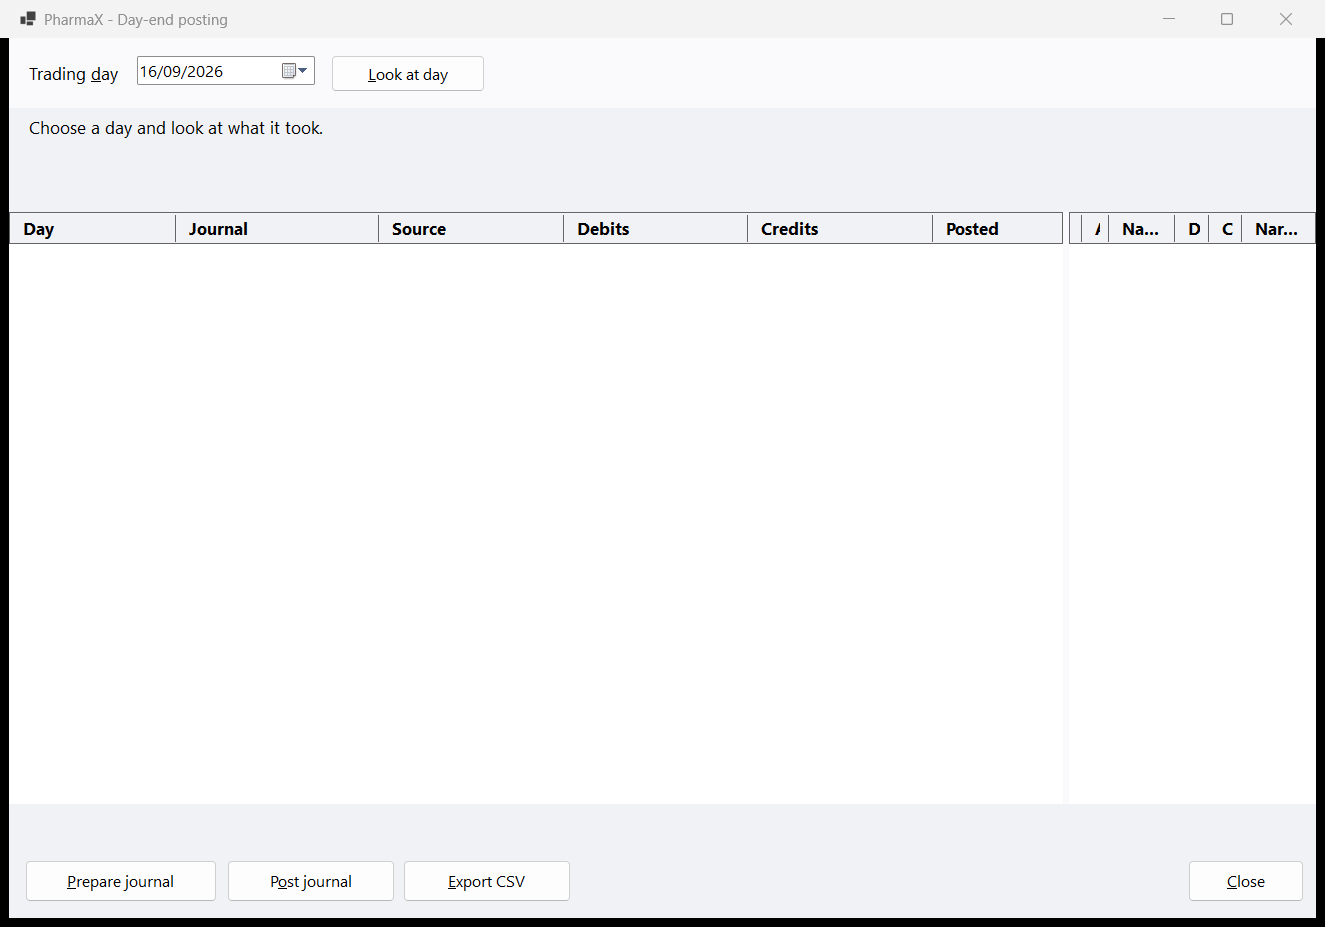 PharmaX - Day-end posting
Trading day 16/09/2026 Look at day
Choose a day and look at what it took.
Day Journal Source Debits Credits Posted Na... D C Nar...
Prepare journal Post journal Export CSV Close